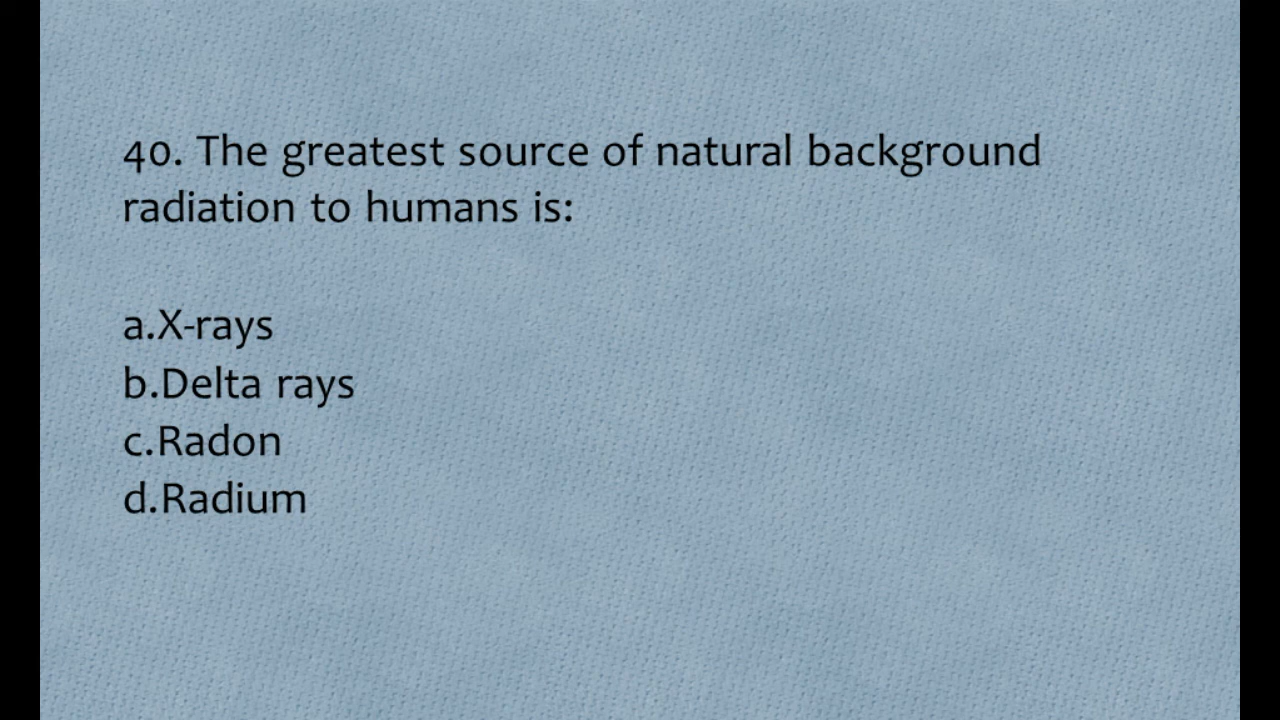 40. The greatest source of natural background
radiation to humans is:
a.X-rays
b.Delta rays
c.Radon
d.Radium